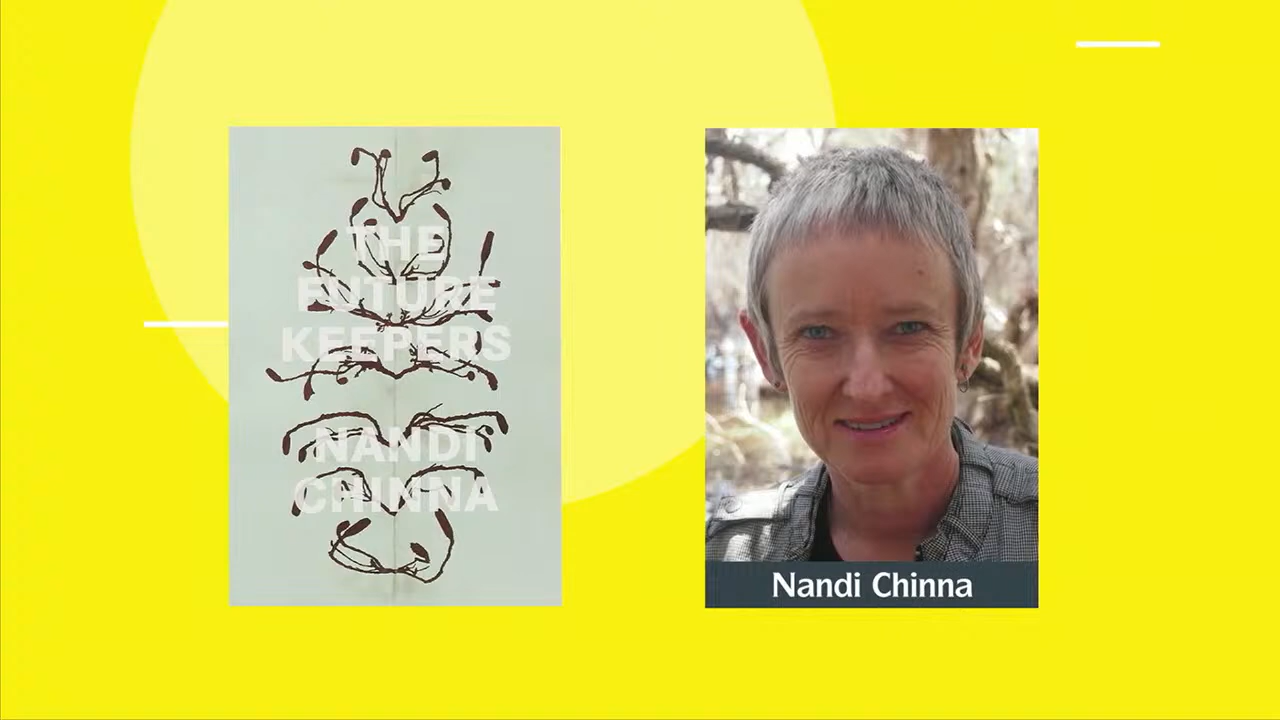 THE
FUTURE
KEEPERS
NANDI
CHINNA
Nandi Chinna